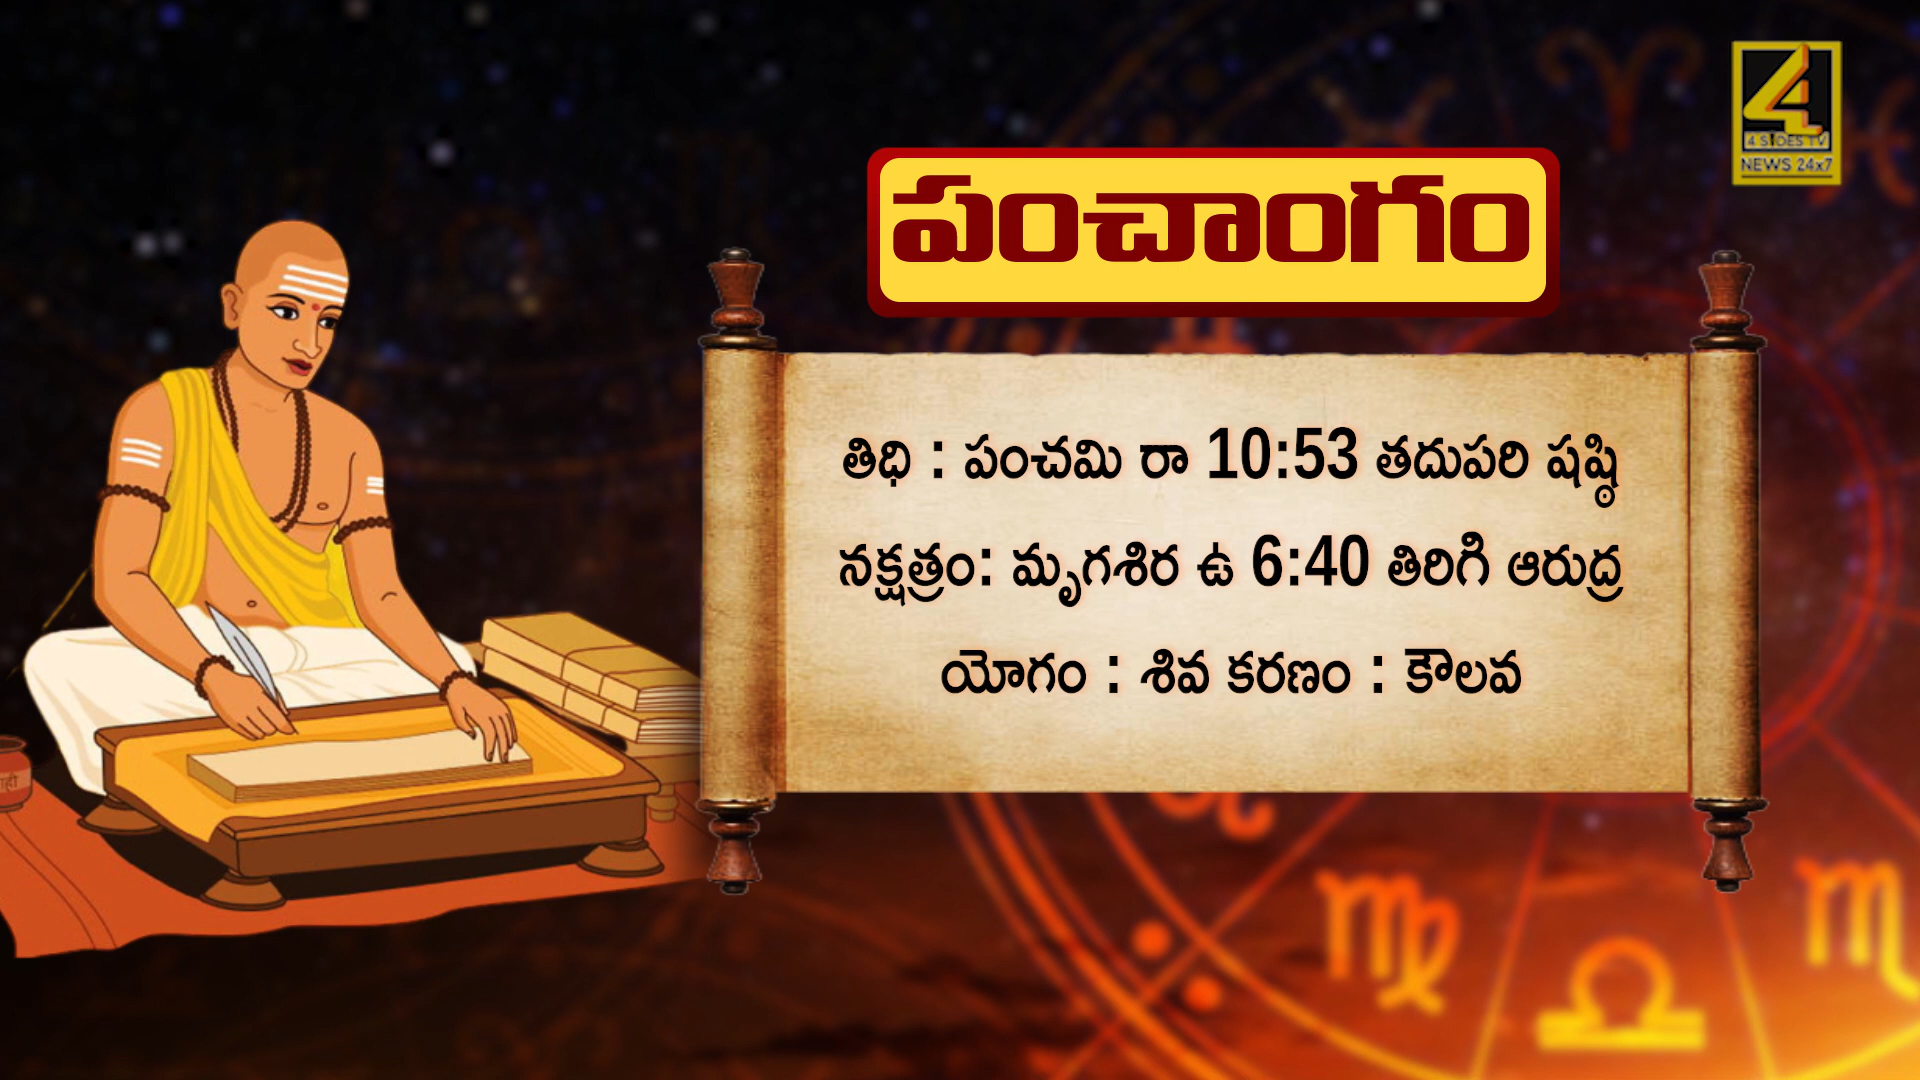 4 SIDES TV
NEWS 24x7
పంచాంగం
తిధి : పంచమి రా 10:53 తదుపరి షష్ఠి
నక్షత్రం: మృగశిర ఉ 6:40 తిరిగి ఆరుద్ర
యోగం : శివ కరణం : కౌలవ